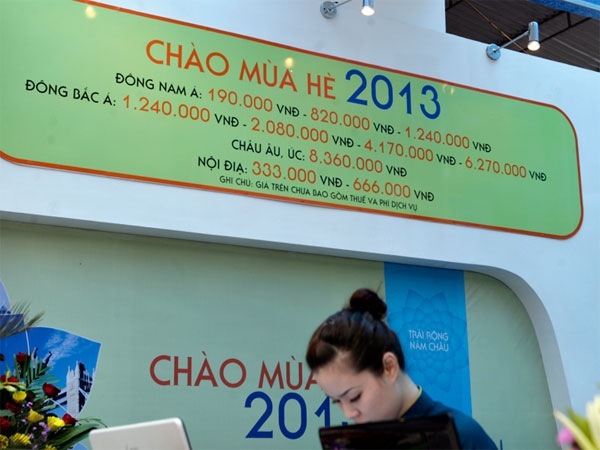 CHÀO MÙA HÈ 2013
ĐÔNG NAM Á: 190.000 VNĐ - 820.000 VNĐ - 1.240.000 VNĐ
ĐÔNG BẮC Á: 1.240.000 VNĐ - 2.080.000 VNĐ - 4.170.000 VNĐ - 6.270.000 VNĐ
CHÂU ÂU, ÚC: 8.360.000 VNĐ
NỘI ĐỊA: 333.000 VNĐ - 666.000 VNĐ
GHI CHÚ: GIÁ TRÊN CHƯA BAO GỒM THUẾ VÀ PHÍ DỊCH VỤ
TRẢI RỘNG
NĂM CHÂU
CHÀO MÙA
2013